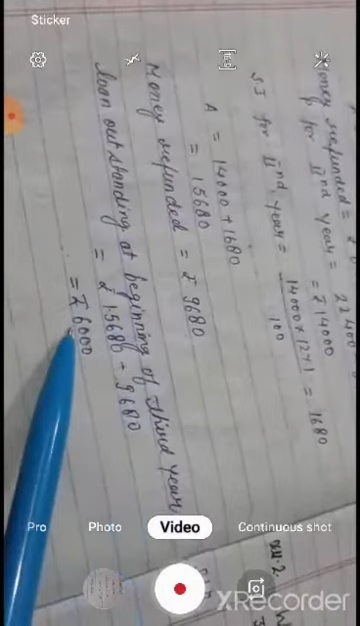 Sticker
Money refunded = ₹
P for IInd year = 22400
= ₹ 14000
SI for IInd year = 14000×12×1 / 100 = 1680
A = 14000 + 1680
= 15680
Money refunded = ₹ 9680
loan outstanding at beginning of third year
= ₹ 15680 - 9680
= ₹ 6000
Pro
Photo
Video
Continuous shot
XRecorder